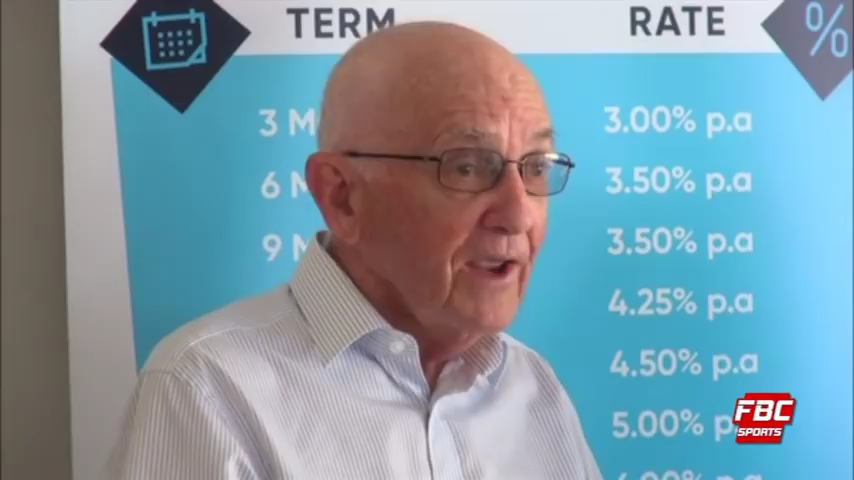 TERM RATE %
3 M 3.00% p.a
6 M 3.50% p.a
9 M 3.50% p.a
4.25% p.a
4.50% p.a
5.00% p
FBC
SPORTS